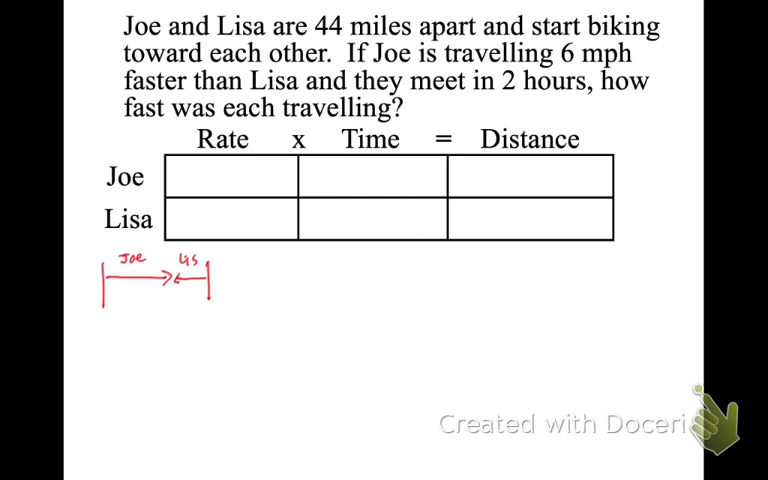 Joe and Lisa are 44 miles apart and start biking
toward each other. If Joe is travelling 6 mph
faster than Lisa and they meet in 2 hours, how
fast was each travelling?
Rate x Time = Distance
Joe
Lisa
Joe Lis
Created with Doceri